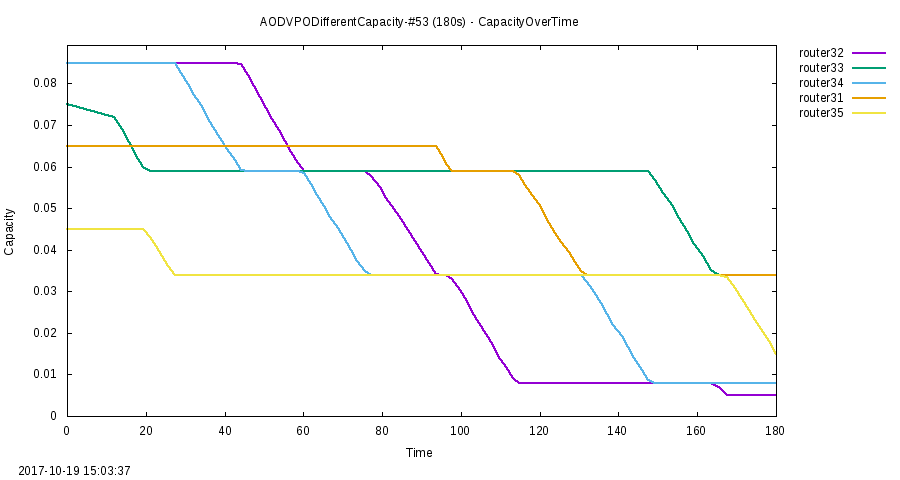 AODVPODifferentCapacity-#53 (180s) - CapacityOverTime
router32
router33
router34
router31
router35
0.08
0.07
0.06
0.05
0.04
0.03
0.02
0.01
0
Capacity
0 20 40 60 80 100 120 140 160 180
Time
2017-10-19 15:03:37